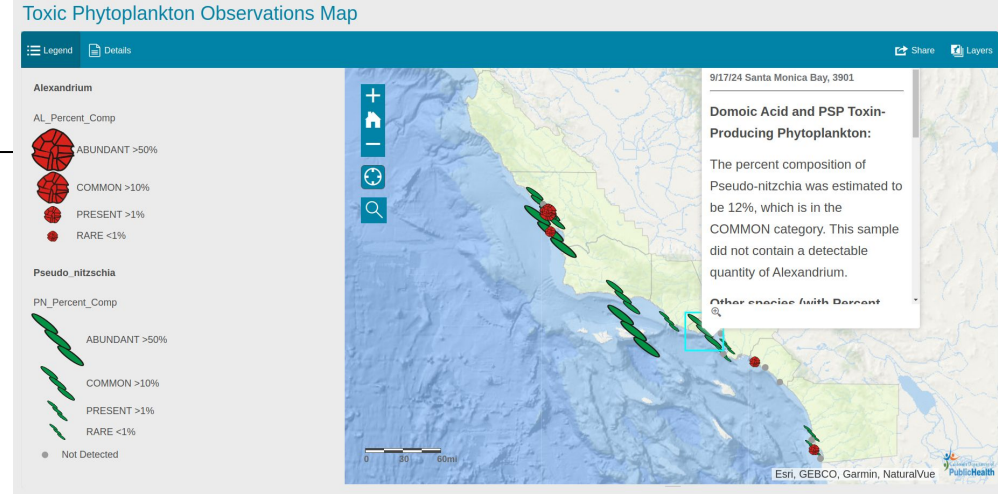 Toxic Phytoplankton Observations Map
Legend
Details
Share
Layers
Alexandrium
AL_Percent_Comp
ABUNDANT >50%
COMMON >10%
PRESENT >1%
RARE <1%
Pseudo_nitzschia
PN_Percent_Comp
ABUNDANT >50%
COMMON >10%
PRESENT >1%
RARE <1%
Not Detected
9/17/24 Santa Monica Bay, 3901
Domoic Acid and PSP Toxin-
Producing Phytoplankton:
The percent composition of
Pseudo-nitzchia was estimated to
be 12%, which is in the
COMMON category. This sample
did not contain a detectable
quantity of Alexandrium.
Other species (with Percent
0 30 60mi
Esri, GEBCO, Garmin, NaturalVue
PublicHealth